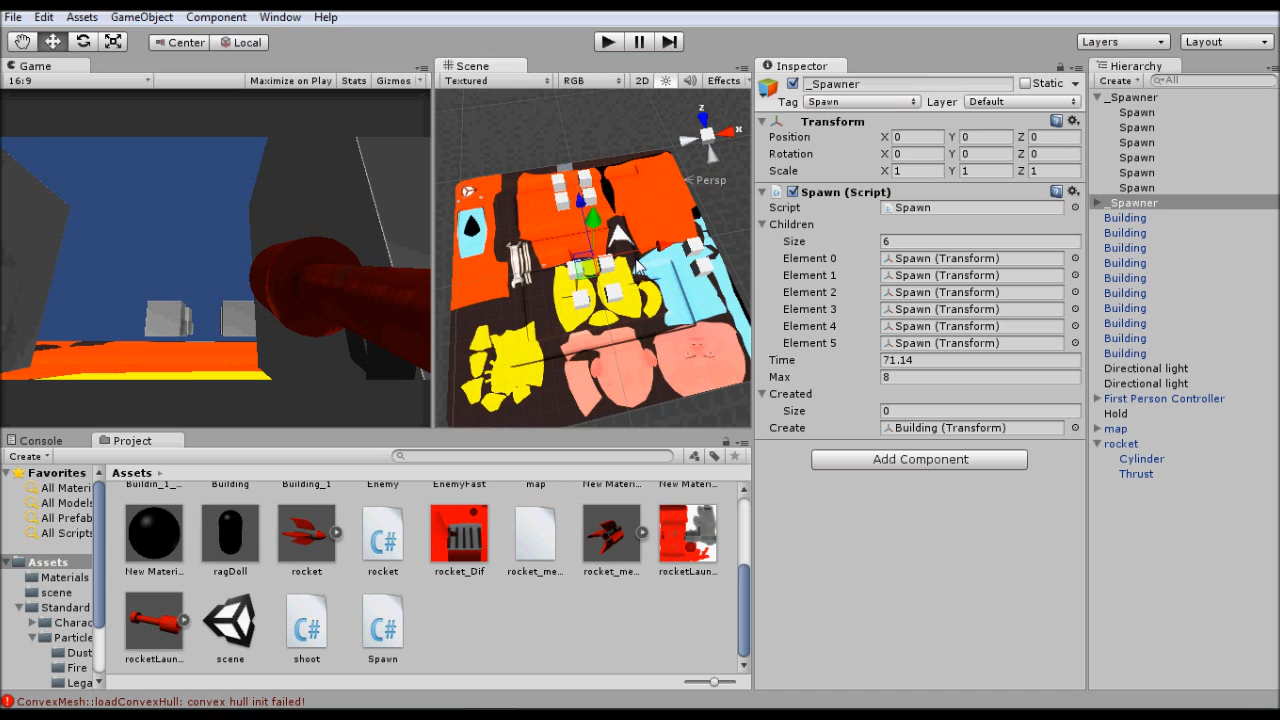 File Edit Assets GameObject Component Window Help
Center Local Layers Layout
Game
16:9 Maximize on Play Stats Gizmos
Scene
Textured RGB 2D Effects
z
x
Persp
Inspector
_Spawner Static
Tag Spawn Layer Default
Transform
Position X 0 Y 0 Z 0
Rotation X 0 Y 0 Z 0
Scale X 1 Y 1 Z 1
Spawn (Script)
Script Spawn
Children
Size 6
Element 0 Spawn (Transform)
Element 1 Spawn (Transform)
Element 2 Spawn (Transform)
Element 3 Spawn (Transform)
Element 4 Spawn (Transform)
Element 5 Spawn (Transform)
Time 71.14
Max 8
Created
Size 0
Create Building (Transform)
Add Component
Hierarchy
Create All
_Spawner
Spawn
Spawn
Spawn
Spawn
Spawn
Spawn
_Spawner
Building
Building
Building
Building
Building
Building
Building
Building
Building
Building
Directional light
Directional light
First Person Controller
Hold
map
rocket
Cylinder
Thrust
Console Project
Create
Favorites
All Materi
All Models
All Prefab
All Scripts
Assets
Materials
scene
Standard
Charac
Particle
Dust
Fire
Lega
Assets
Buildin_1_... Building Building_1 Enemy EnemyFast map New Materi... New Materi...
C#
New Materi... ragDoll rocket rocket rocket_Dif rocket_me... rocket_me... rocketLaun...
C# C#
rocketLaun... scene shoot Spawn
ConvexMesh::loadConvexHull: convex hull init failed!